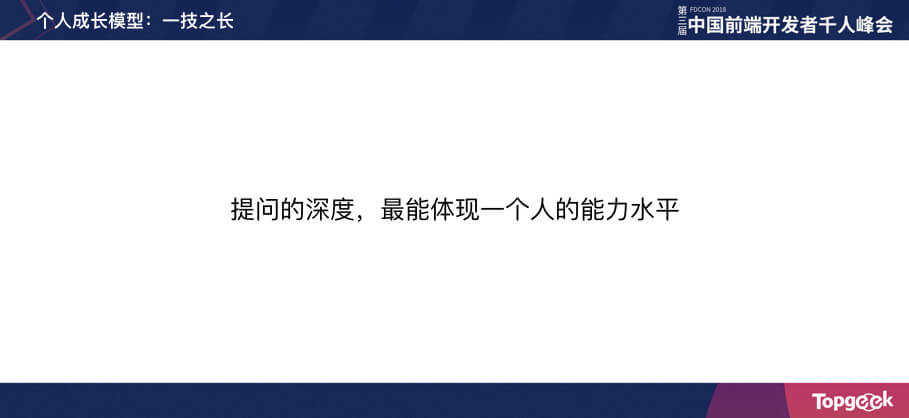 个人成长模型：一技之长
第三届
FDCON 2018
中国前端开发者千人峰会
提问的深度，最能体现一个人的能力水平
Topgeek